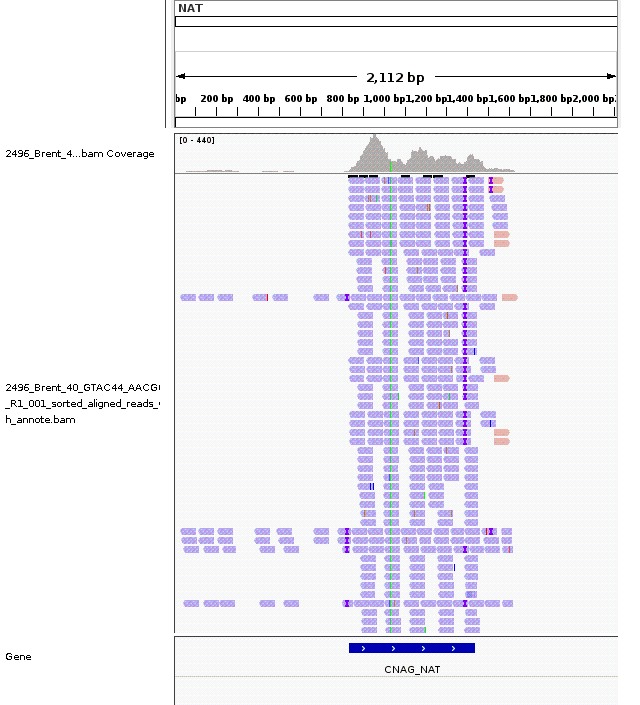 NAT
2,112 bp
bp 200 bp 400 bp 600 bp 800 bp 1,000 bp 1,200 bp 1,400 bp 1,600 bp 1,800 bp 2,000 bp
[0 - 440]
2496_Brent_4...bam Coverage
2496_Brent_40_GTAC44_AACG
_R1_001_sorted_aligned_reads_
h_annote.bam
Gene
CNAG_NAT